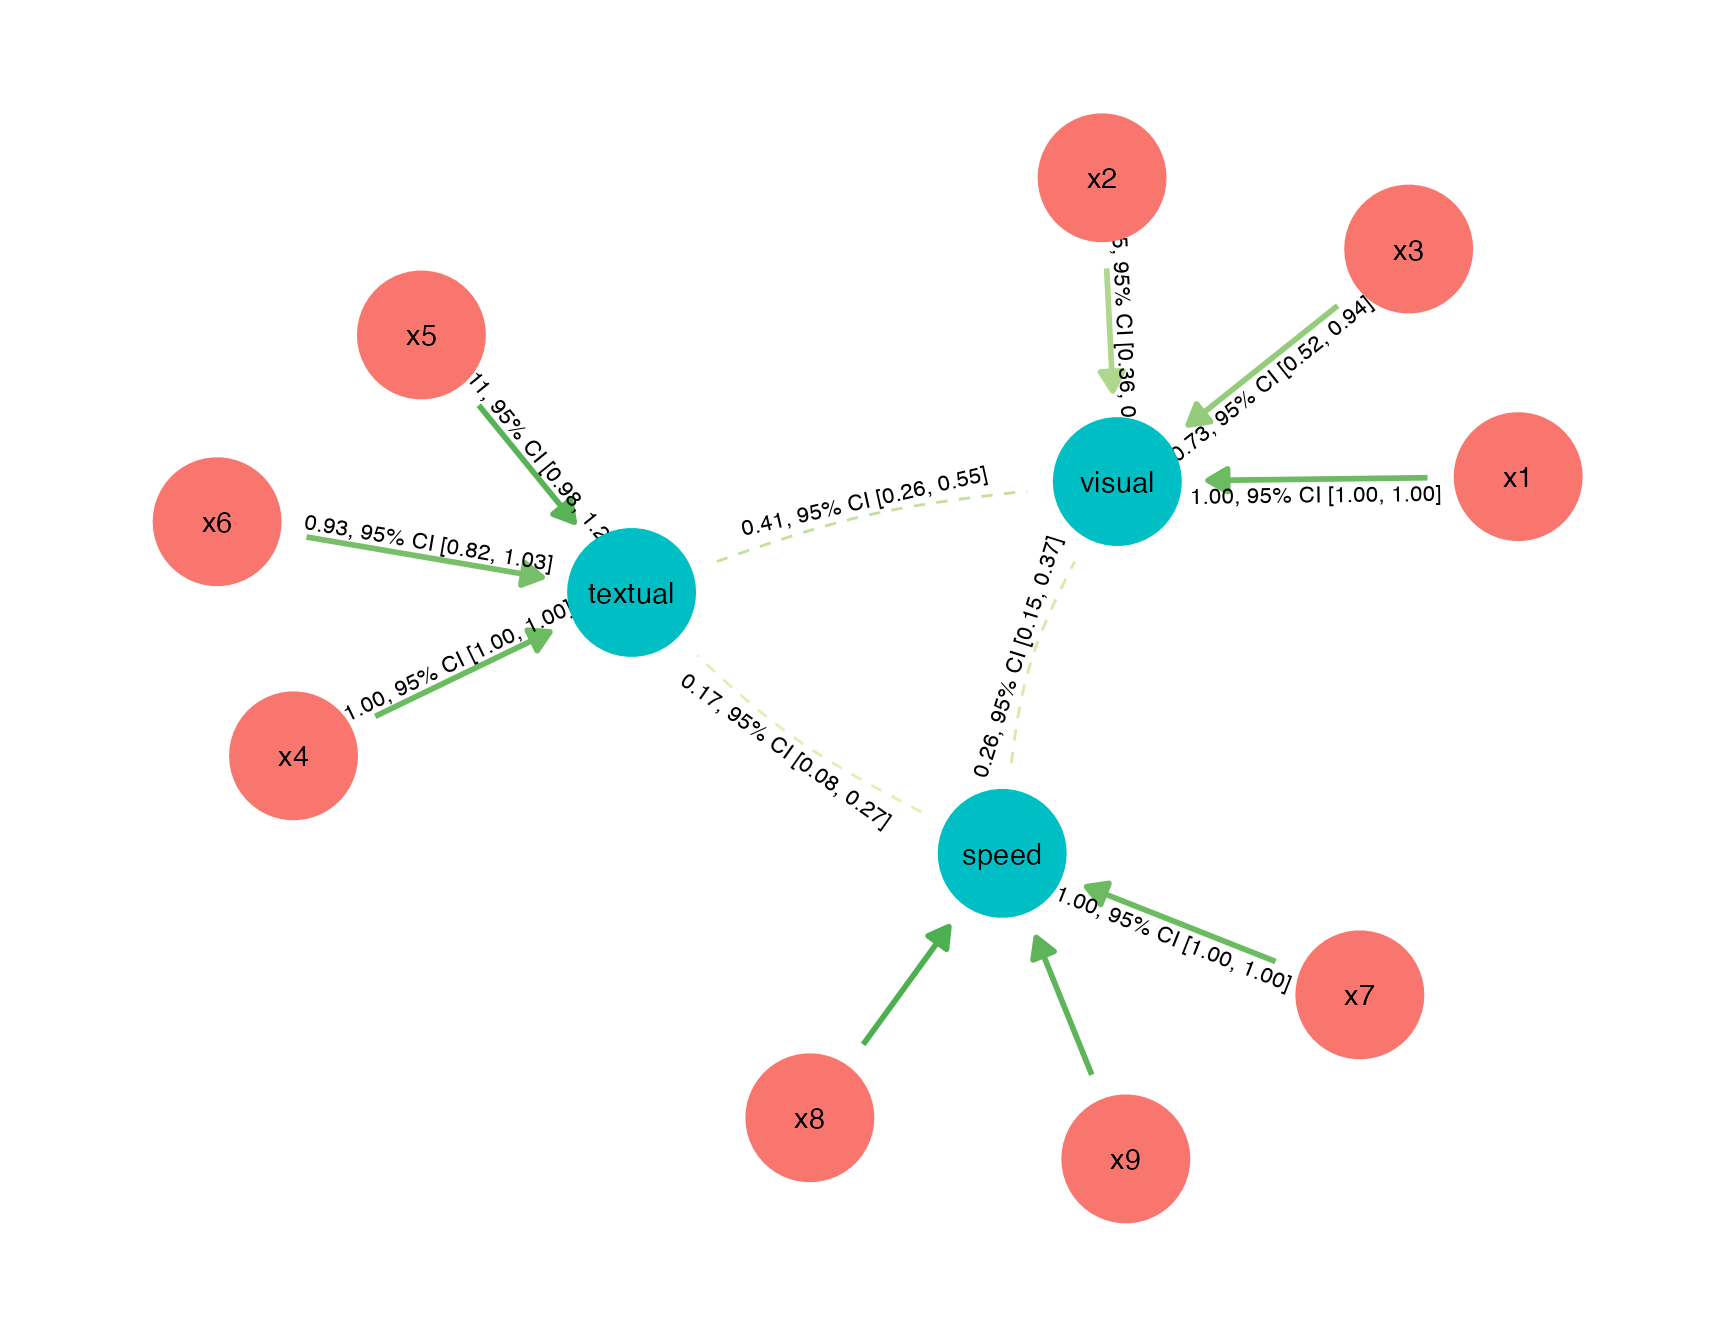 x2
x3
5, 95% CI [0.36, 0
0.73, 95% CI [0.52, 0.94]
x5
11, 95% CI [0.98, 1.2
visual
x1
1.00, 95% CI [1.00, 1.00]
x6
0.93, 95% CI [0.82, 1.03]
0.41, 95% CI [0.26, 0.55]
textual
1.00, 95% CI [1.00, 1.00]
0.26, 95% CI [0.15, 0.37]
x4
0.17, 95% CI [0.08, 0.27]
speed
1.00, 95% CI [1.00, 1.00]
x7
x8
x9